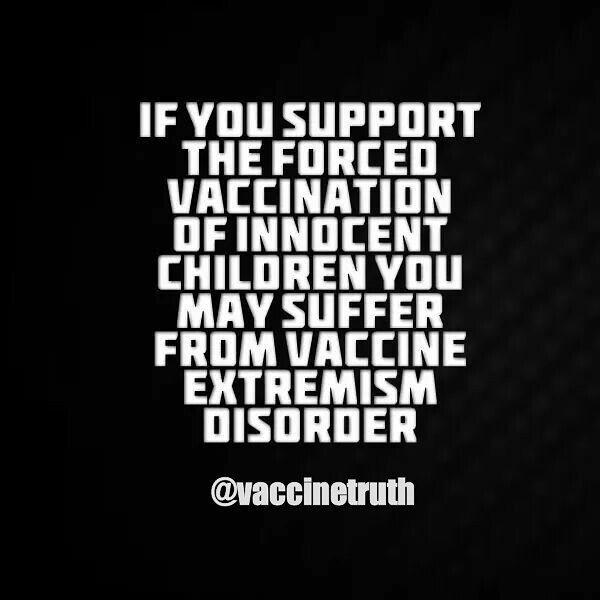 IF YOU SUPPORT
THE FORCED
VACCINATION
OF INNOCENT
CHILDREN YOU
MAY SUFFER
FROM VACCINE
EXTREMISM
DISORDER
@vaccinetruth